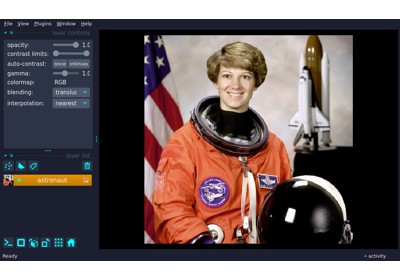 File View Plugins Window Help
layer controls
opacity: 1.0
contrast limits:
auto-contrast: once continuous
gamma: 1.0
colormap: RGB
blending: transluc
interpolation: nearest
layer list
astronaut
Ready
activity